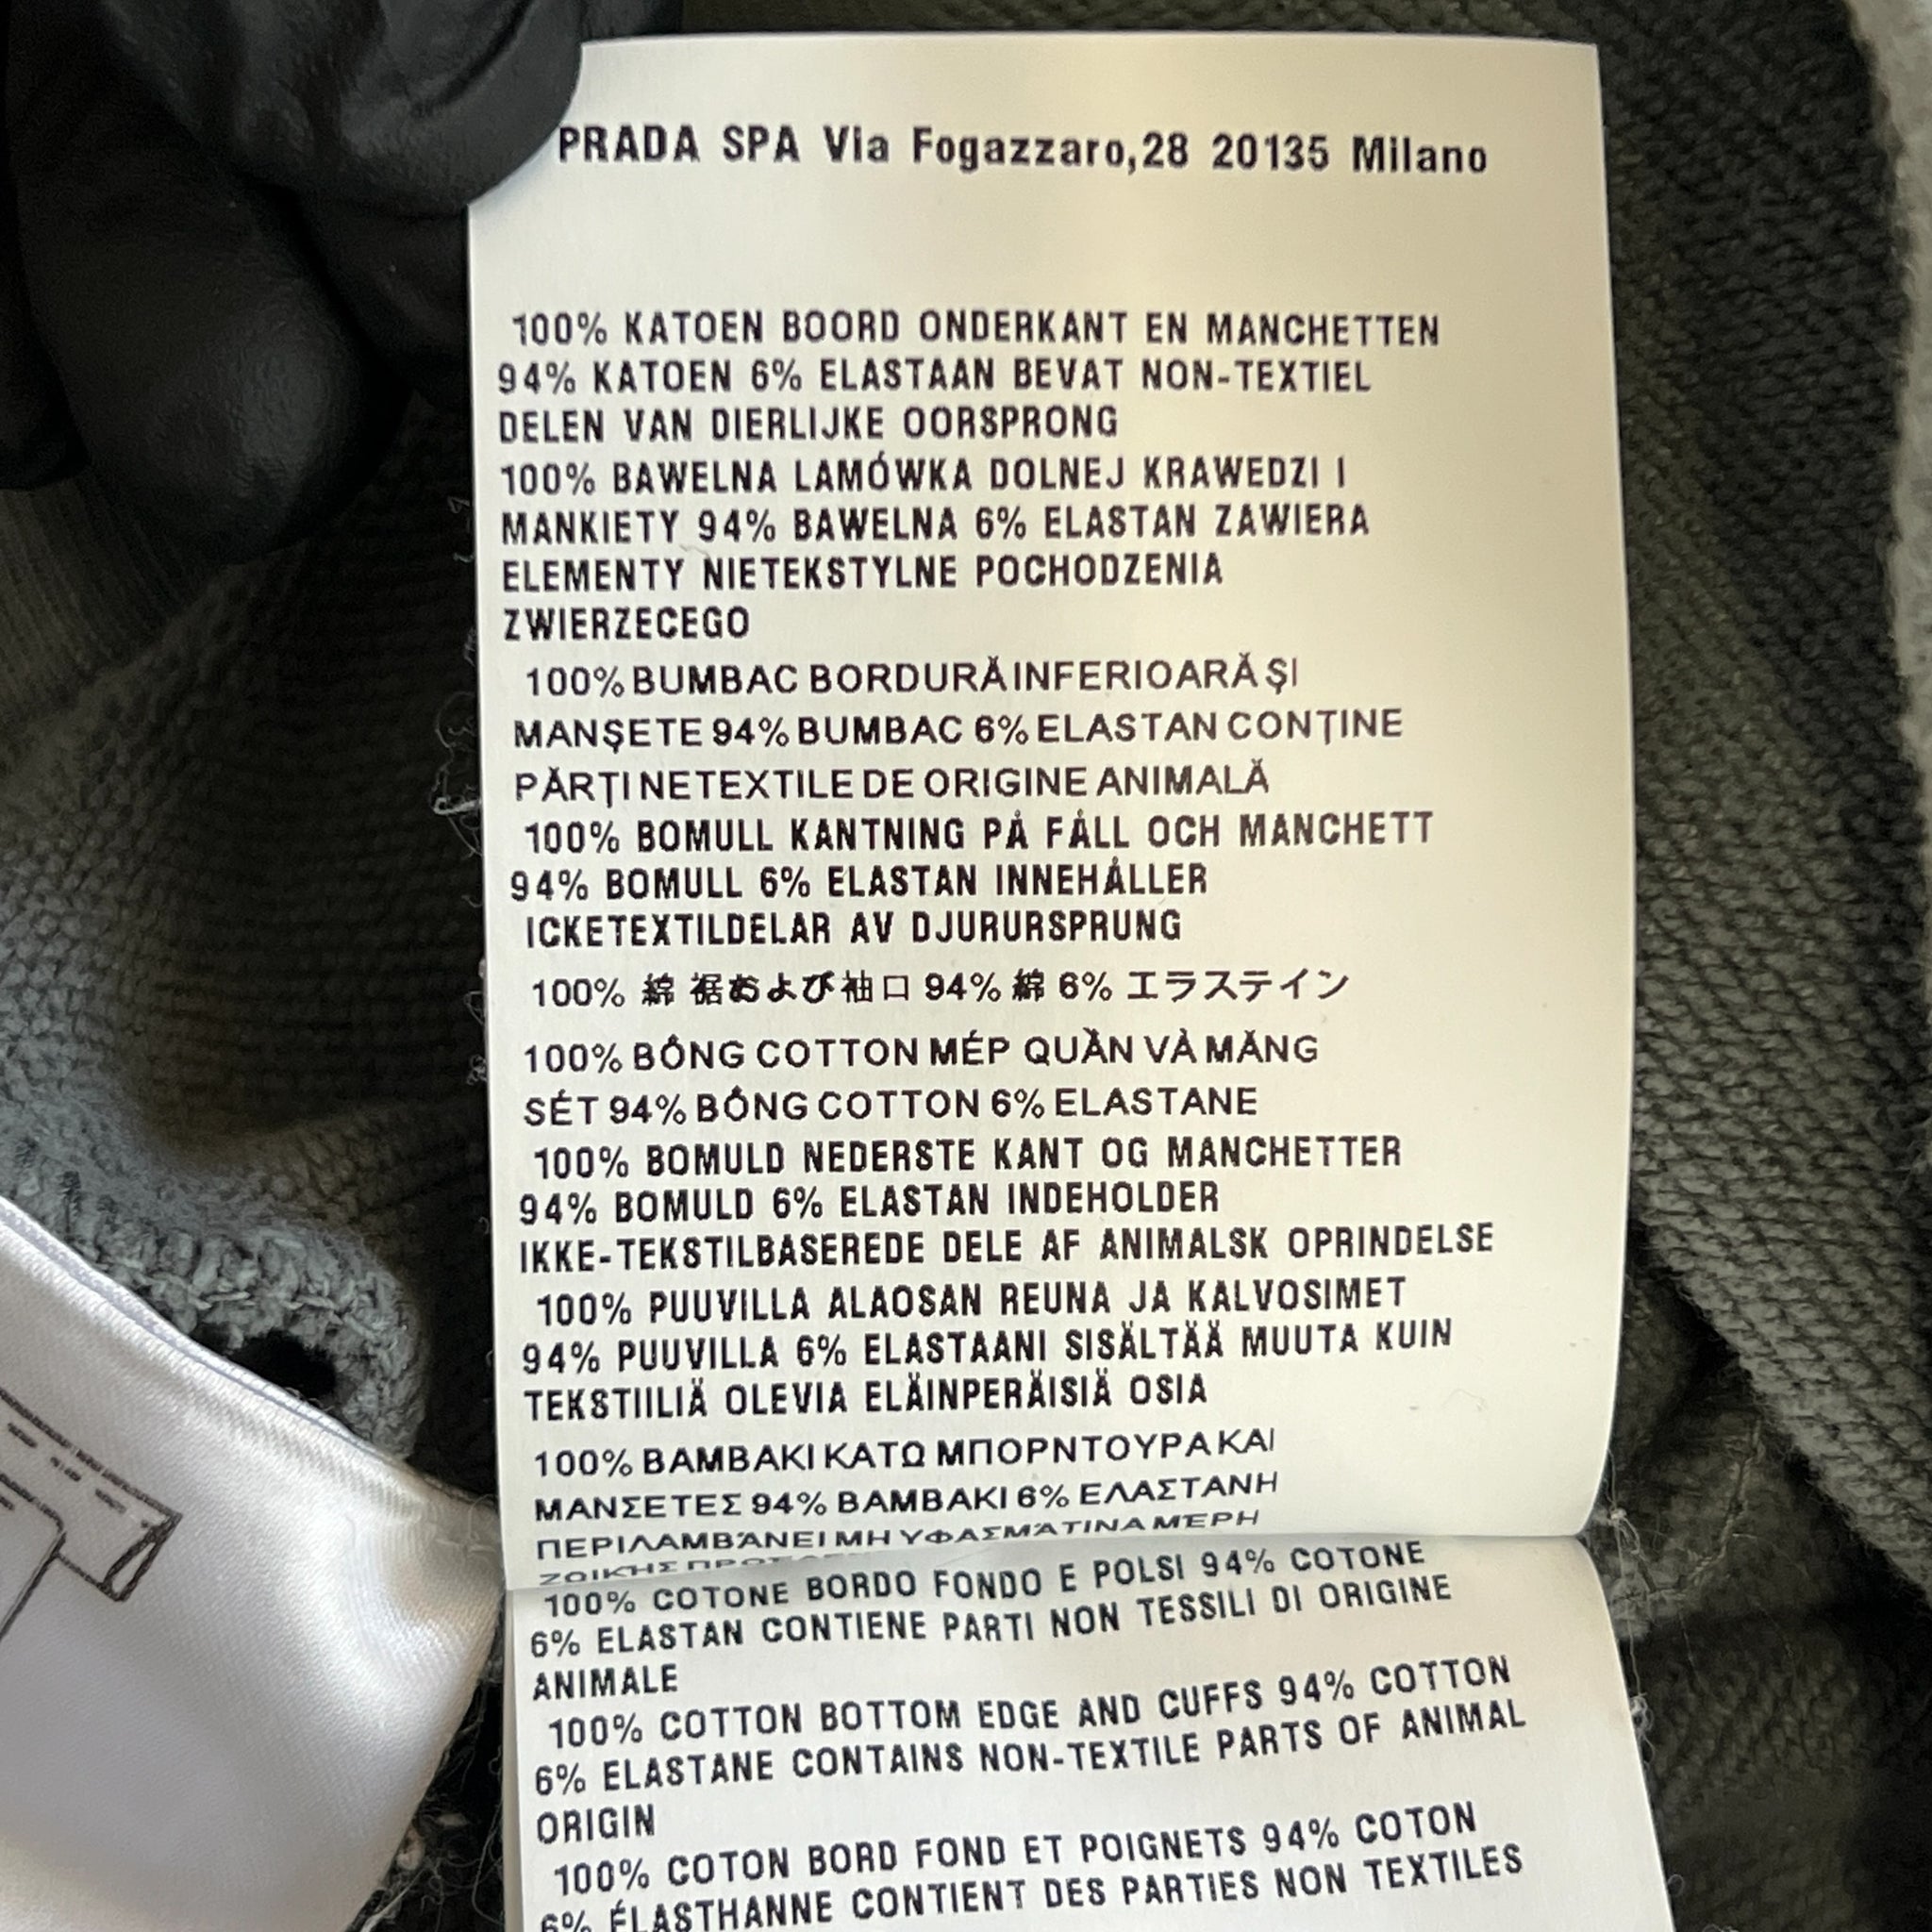 PRADA SPA Via Fogazzaro,28 20135 Milano
100% KATOEN BOORD ONDERKANT EN MANCHETTEN
94% KATOEN 6% ELASTAAN BEVAT NON-TEXTIEL
DELEN VAN DIERLIJKE OORSPRONG
100% BAWELNA LAMÓWKA DOLNEJ KRAWEDZI I
MANKIETY 94% BAWELNA 6% ELASTAN ZAWIERA
ELEMENTY NIETEKSTYLNE POCHODZENIA
ZWIERZECEGO
100% BUMBAC BORDURĂ INFERIOARĂ ŞI
MANŞETE 94% BUMBAC 6% ELASTAN CONŢINE
PĂRŢI NETEXTILE DE ORIGINE ANIMALĂ
100% BOMULL KANTNING PÅ FÅLL OCH MANCHETT
94% BOMULL 6% ELASTAN INNEHÅLLER
ICKETEXTILDELAR AV DJURURSPRUNG
100% 綿 裾および袖口 94% 綿 6% エラステイン
100% BÔNG COTTON MÉP QUẦN VÀ MĂNG
SÉT 94% BÔNG COTTON 6% ELASTANE
100% BOMULD NEDERSTE KANT OG MANCHETTER
94% BOMULD 6% ELASTAN INDEHOLDER
IKKE-TEKSTILBASEREDE DELE AF ANIMALSK OPRINDELSE
100% PUUVILLA ALAOSAN REUNA JA KALVOSIMET
94% PUUVILLA 6% ELASTAANI SISÄLTÄÄ MUUTA KUIN
TEKSTIILIÄ OLEVIA ELÄINPERÄISIÄ OSIA
100% ΒΑΜΒΑΚΙ ΚΑΤΩ ΜΠΟΡΝΤΟΥΡΑ ΚΑΙ
ΜΑΝΣΕΤΕΣ 94% ΒΑΜΒΑΚΙ 6% ΕΛΑΣΤΑΝΗ
ΠΕΡΙΛΑΜΒΆΝΕΙ ΜΗ ΥΦΑΣΜΆΤΙΝΑ ΜΈΡΗ
ΖΩΙΚΗΣ
100% COTONE BORDO FONDO E POLSI 94% COTONE
6% ELASTAN CONTIENE PARTI NON TESSILI DI ORIGINE
ANIMALE
100% COTTON BOTTOM EDGE AND CUFFS 94% COTTON
6% ELASTANE CONTAINS NON-TEXTILE PARTS OF ANIMAL
ORIGIN
100% COTON BORD FOND ET POIGNETS 94% COTON
6% ÉLASTHANNE CONTIENT DES PARTIES NON TEXTILES